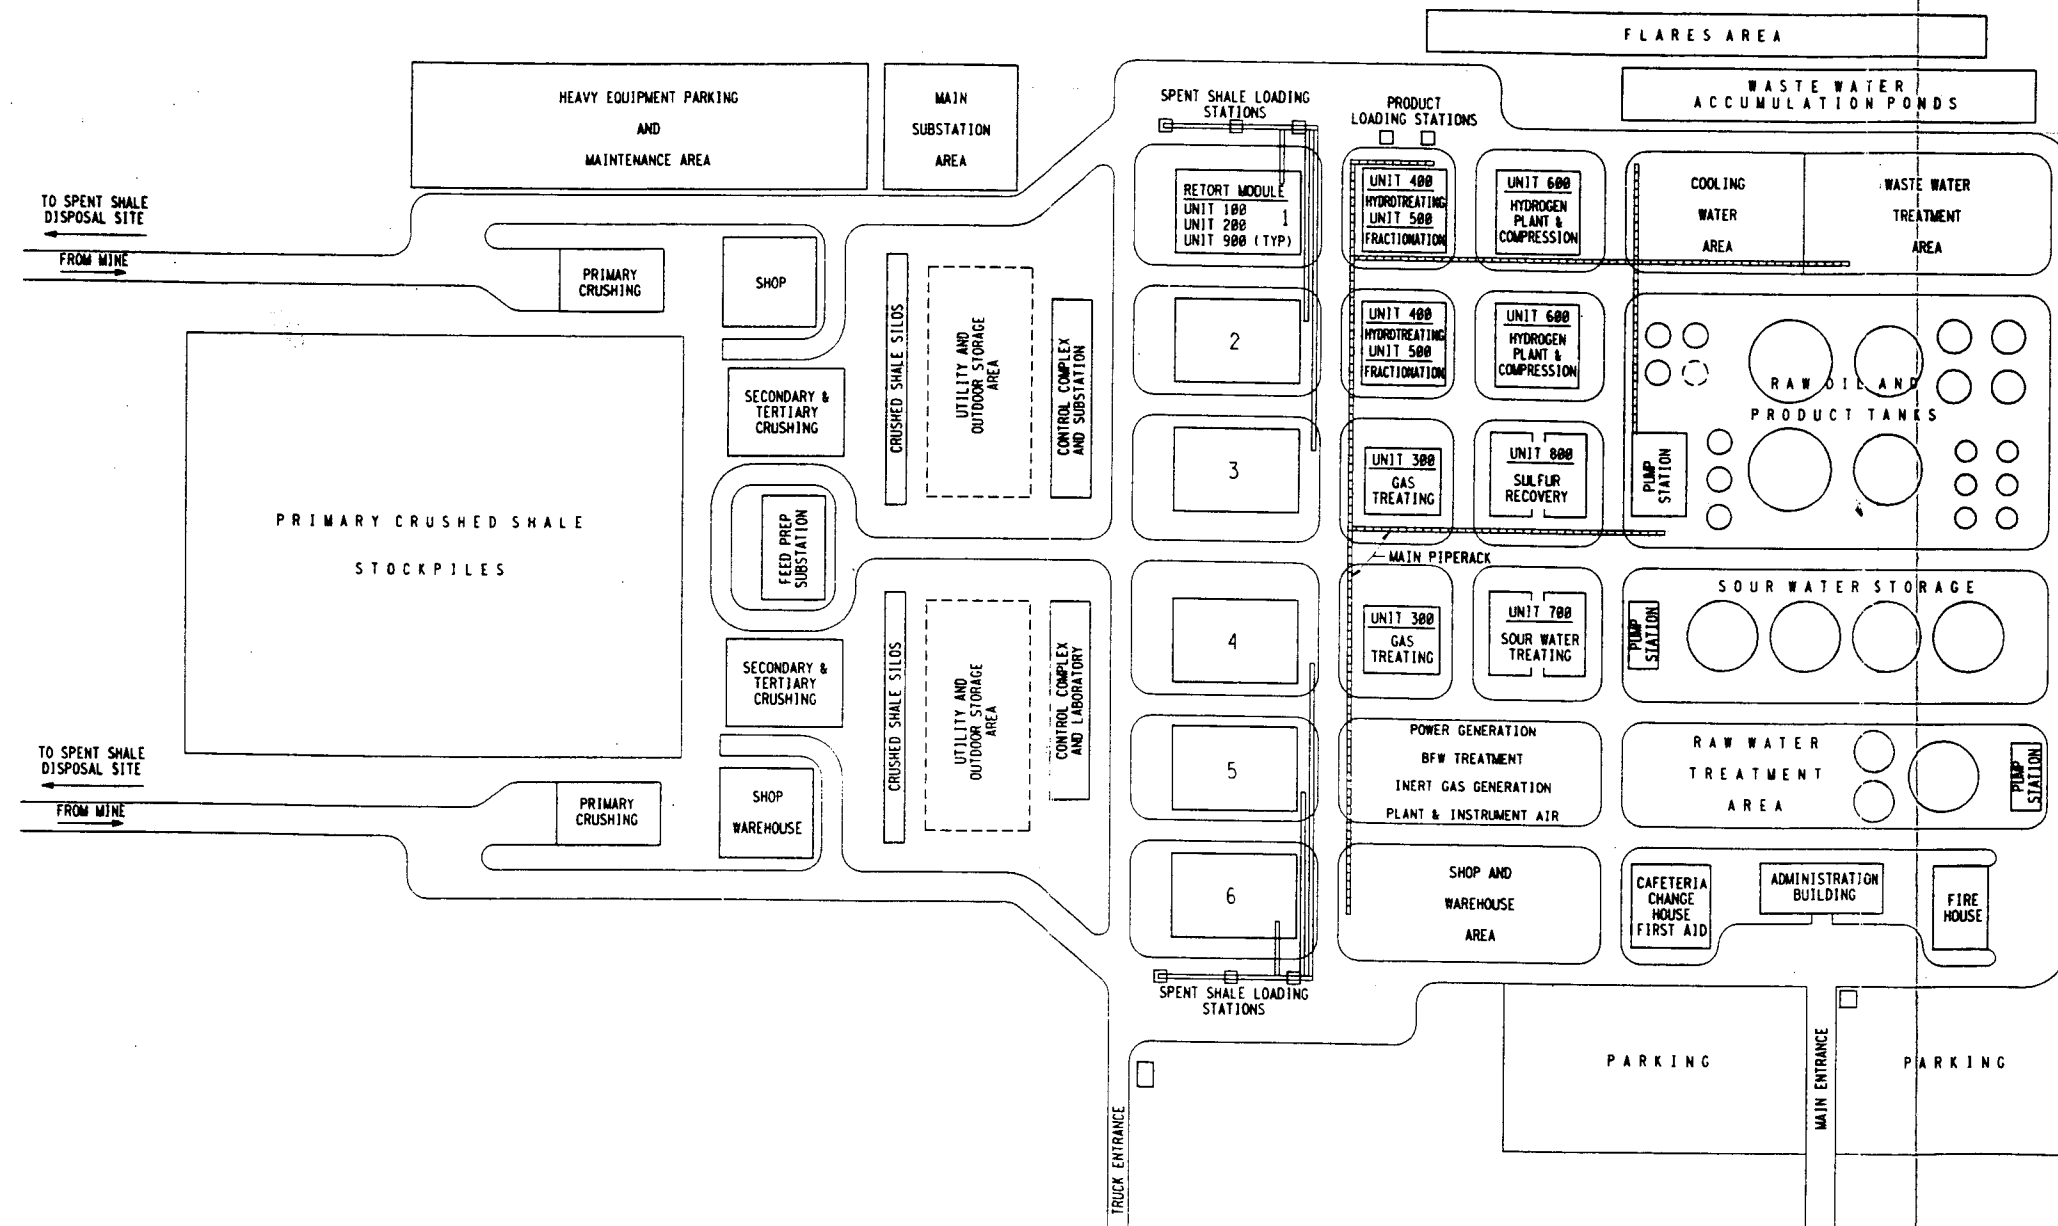 FLARES AREA
WASTE WATER
ACCUMULATION PONDS
HEAVY EQUIPMENT PARKING
AND
MAINTENANCE AREA
MAIN
SUBSTATION
AREA
SPENT SHALE LOADING
STATIONS
PRODUCT
LOADING STATIONS
TO SPENT SHALE
DISPOSAL SITE
FROM MINE
PRIMARY
CRUSHING
SHOP
RETORT MODULE
UNIT 100
UNIT 200
UNIT 900 (TYP)
1
UNIT 400
HYDROTREATING
UNIT 500
FRACTIONATION
UNIT 600
HYDROGEN
PLANT &
COMPRESSION
COOLING
WATER
AREA
WASTE WATER
TREATMENT
AREA
CRUSHED SHALE SILOS
UTILITY AND
OUTDOOR STORAGE
AREA
CONTROL COMPLEX
AND SUBSTATION
2
UNIT 400
HYDROTREATING
UNIT 500
FRACTIONATION
UNIT 600
HYDROGEN
PLANT &
COMPRESSION
RAW OIL AND
PRODUCT TANKS
SECONDARY &
TERTIARY
CRUSHING
3
UNIT 300
GAS
TREATING
UNIT 800
SULFUR
RECOVERY
PUMP
STATION
PRIMARY CRUSHED SHALE
STOCKPILES
FEED PREP
SUBSTATION
MAIN PIPERACK
SOUR WATER STORAGE
PUMP
STATION
4
UNIT 300
GAS
TREATING
UNIT 700
SOUR WATER
TREATING
SECONDARY &
TERTIARY
CRUSHING
CRUSHED SHALE SILOS
UTILITY AND
OUTDOOR STORAGE
AREA
CONTROL COMPLEX
AND LABORATORY
TO SPENT SHALE
DISPOSAL SITE
FROM MINE
PRIMARY
CRUSHING
SHOP
WAREHOUSE
5
POWER GENERATION
BFW TREATMENT
INERT GAS GENERATION
PLANT & INSTRUMENT AIR
RAW WATER
TREATMENT
AREA
PUMP
STATION
6
SHOP AND
WAREHOUSE
AREA
CAFETERIA
CHANGE
HOUSE
FIRST AID
ADMINISTRATION
BUILDING
FIRE
HOUSE
SPENT SHALE LOADING
STATIONS
PARKING
MAIN ENTRANCE
PARKING
TRUCK ENTRANCE